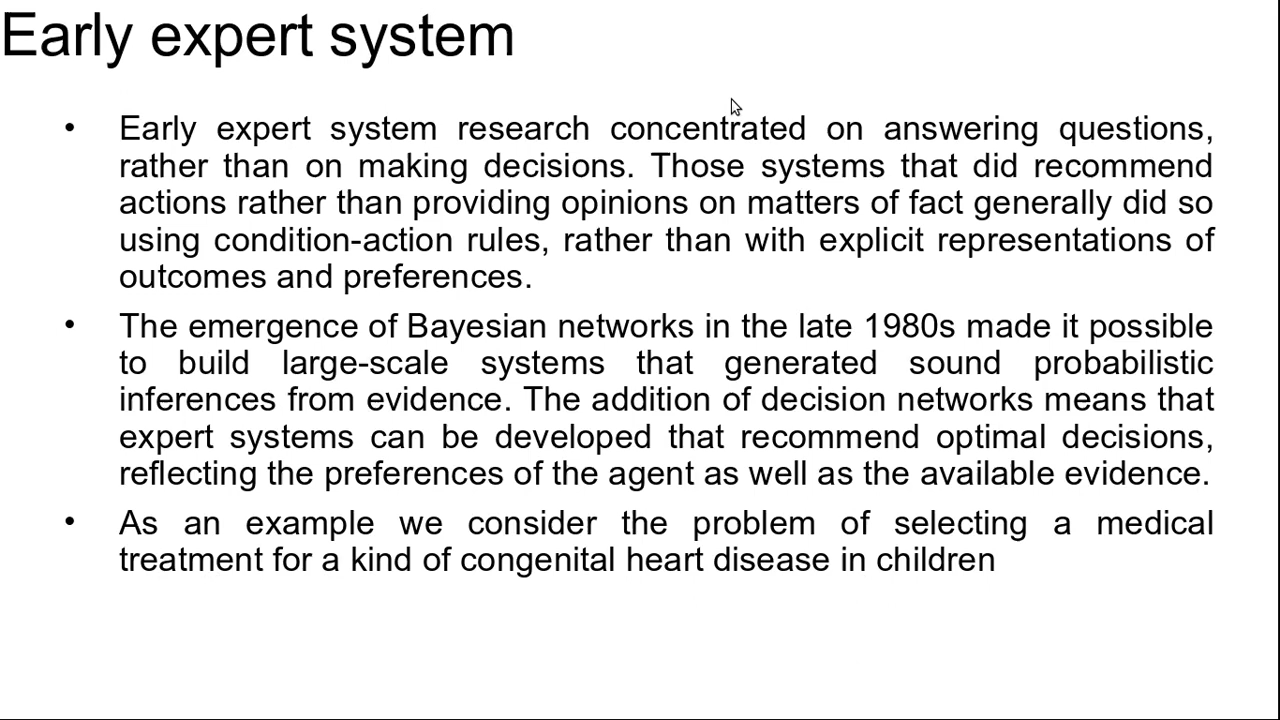 Early expert system
• Early expert system research concentrated on answering questions,
rather than on making decisions. Those systems that did recommend
actions rather than providing opinions on matters of fact generally did so
using condition-action rules, rather than with explicit representations of
outcomes and preferences.
• The emergence of Bayesian networks in the late 1980s made it possible
to build large-scale systems that generated sound probabilistic
inferences from evidence. The addition of decision networks means that
expert systems can be developed that recommend optimal decisions,
reflecting the preferences of the agent as well as the available evidence.
• As an example we consider the problem of selecting a medical
treatment for a kind of congenital heart disease in children